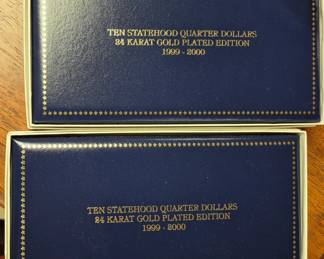 TEN STATEHOOD QUARTER DOLLARS
24 KARAT GOLD PLATED EDITION
1999 - 2000
TEN STATEHOOD QUARTER DOLLARS
24 KARAT GOLD PLATED EDITION
1999 - 2000